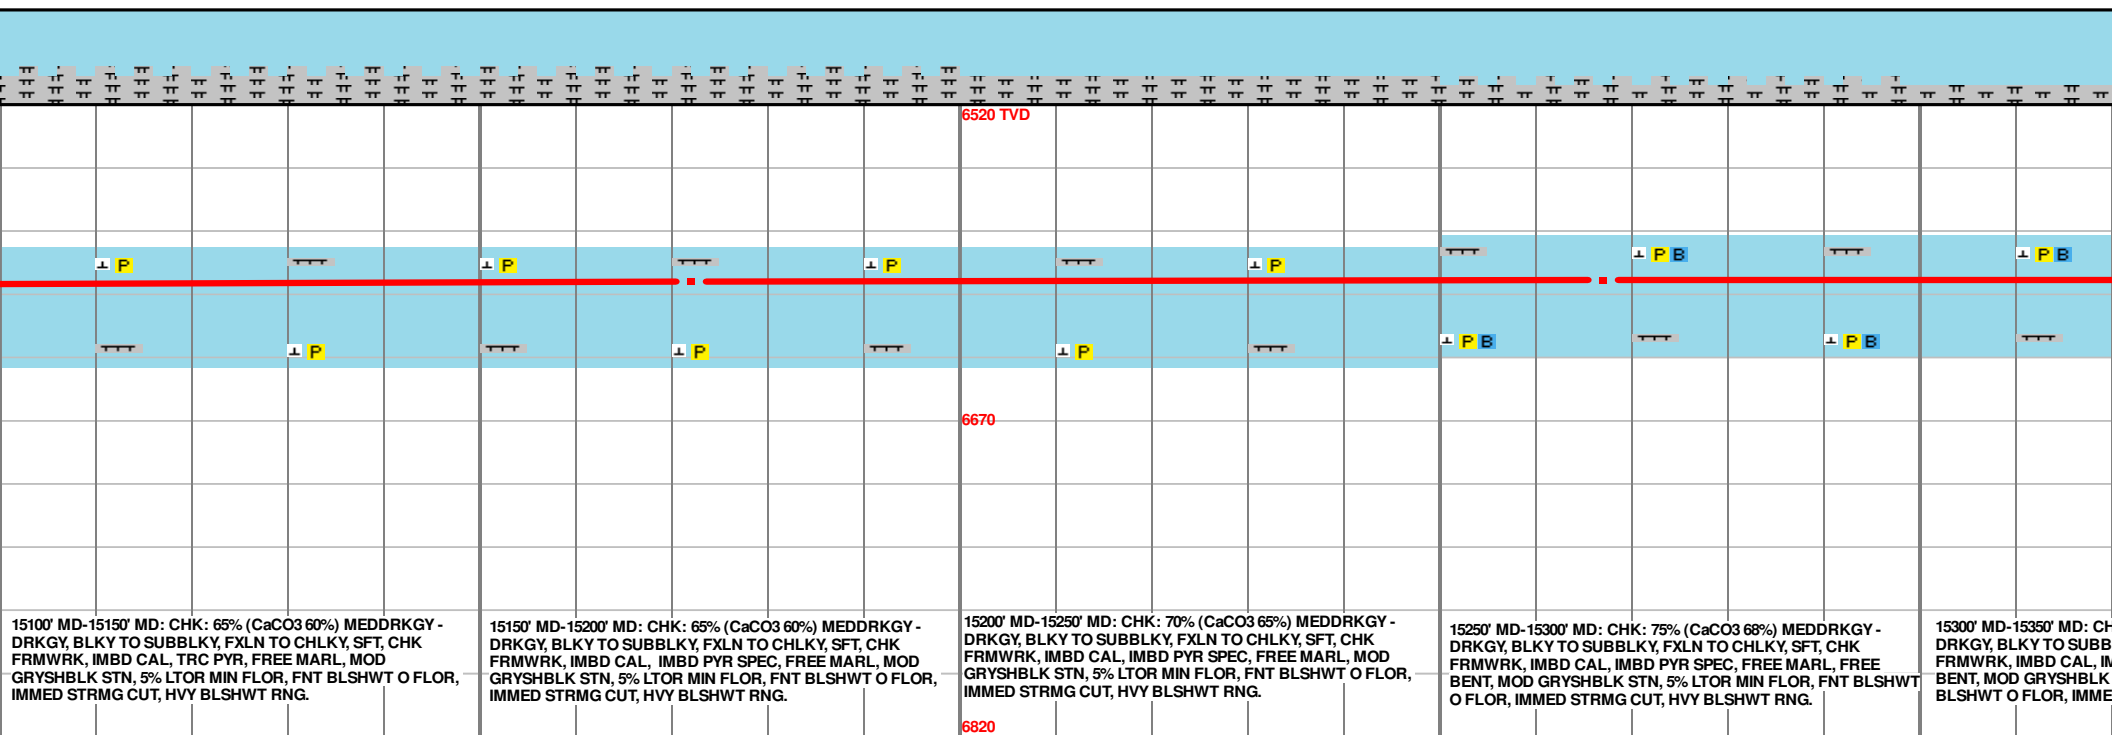 6520 TVD
P
P
P
P
P B
P B
P
P
P
P B
P B
6670
15100' MD-15150' MD: CHK: 65% (CaCO3 60%) MEDDRKGY -
DRKGY, BLKY TO SUBBLKY, FXLN TO CHLKY, SFT, CHK
FRMWRK, IMBD CAL, TRC PYR, FREE MARL, MOD
GRYSHBLK STN, 5% LTOR MIN FLOR, FNT BLSHWT O FLOR,
IMMED STRMG CUT, HVY BLSHWT RNG.
15150' MD-15200' MD: CHK: 65% (CaCO3 60%) MEDDRKGY -
DRKGY, BLKY TO SUBBLKY, FXLN TO CHLKY, SFT, CHK
FRMWRK, IMBD CAL, IMBD PYR SPEC, FREE MARL, MOD
GRYSHBLK STN, 5% LTOR MIN FLOR, FNT BLSHWT O FLOR,
IMMED STRMG CUT, HVY BLSHWT RNG.
15200' MD-15250' MD: CHK: 70% (CaCO3 65%) MEDDRKGY -
DRKGY, BLKY TO SUBBLKY, FXLN TO CHLKY, SFT, CHK
FRMWRK, IMBD CAL, IMBD PYR SPEC, FREE MARL, MOD
GRYSHBLK STN, 5% LTOR MIN FLOR, FNT BLSHWT O FLOR,
IMMED STRMG CUT, HVY BLSHWT RNG.
15250' MD-15300' MD: CHK: 75% (CaCO3 68%) MEDDRKGY -
DRKGY, BLKY TO SUBBLKY, FXLN TO CHLKY, SFT, CHK
FRMWRK, IMBD CAL, IMBD PYR SPEC, FREE MARL, FREE
BENT, MOD GRYSHBLK STN, 5% LTOR MIN FLOR, FNT BLSHWT
O FLOR, IMMED STRMG CUT, HVY BLSHWT RNG.
15300' MD-15350' MD: CH
DRKGY, BLKY TO SUBB
FRMWRK, IMBD CAL, IM
BENT, MOD GRYSHBLK
BLSHWT O FLOR, IMME
6820